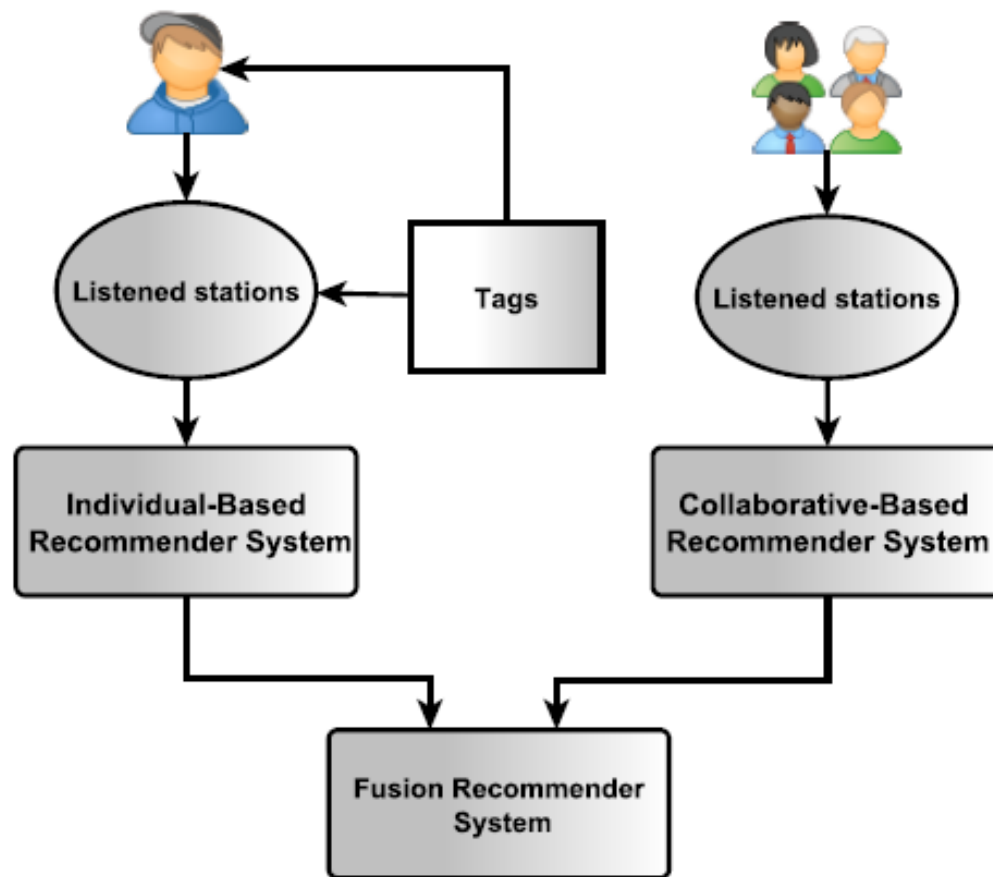 Listened stations
Tags
Listened stations
Individual-Based
Recommender System
Collaborative-Based
Recommender System
Fusion Recommender
System